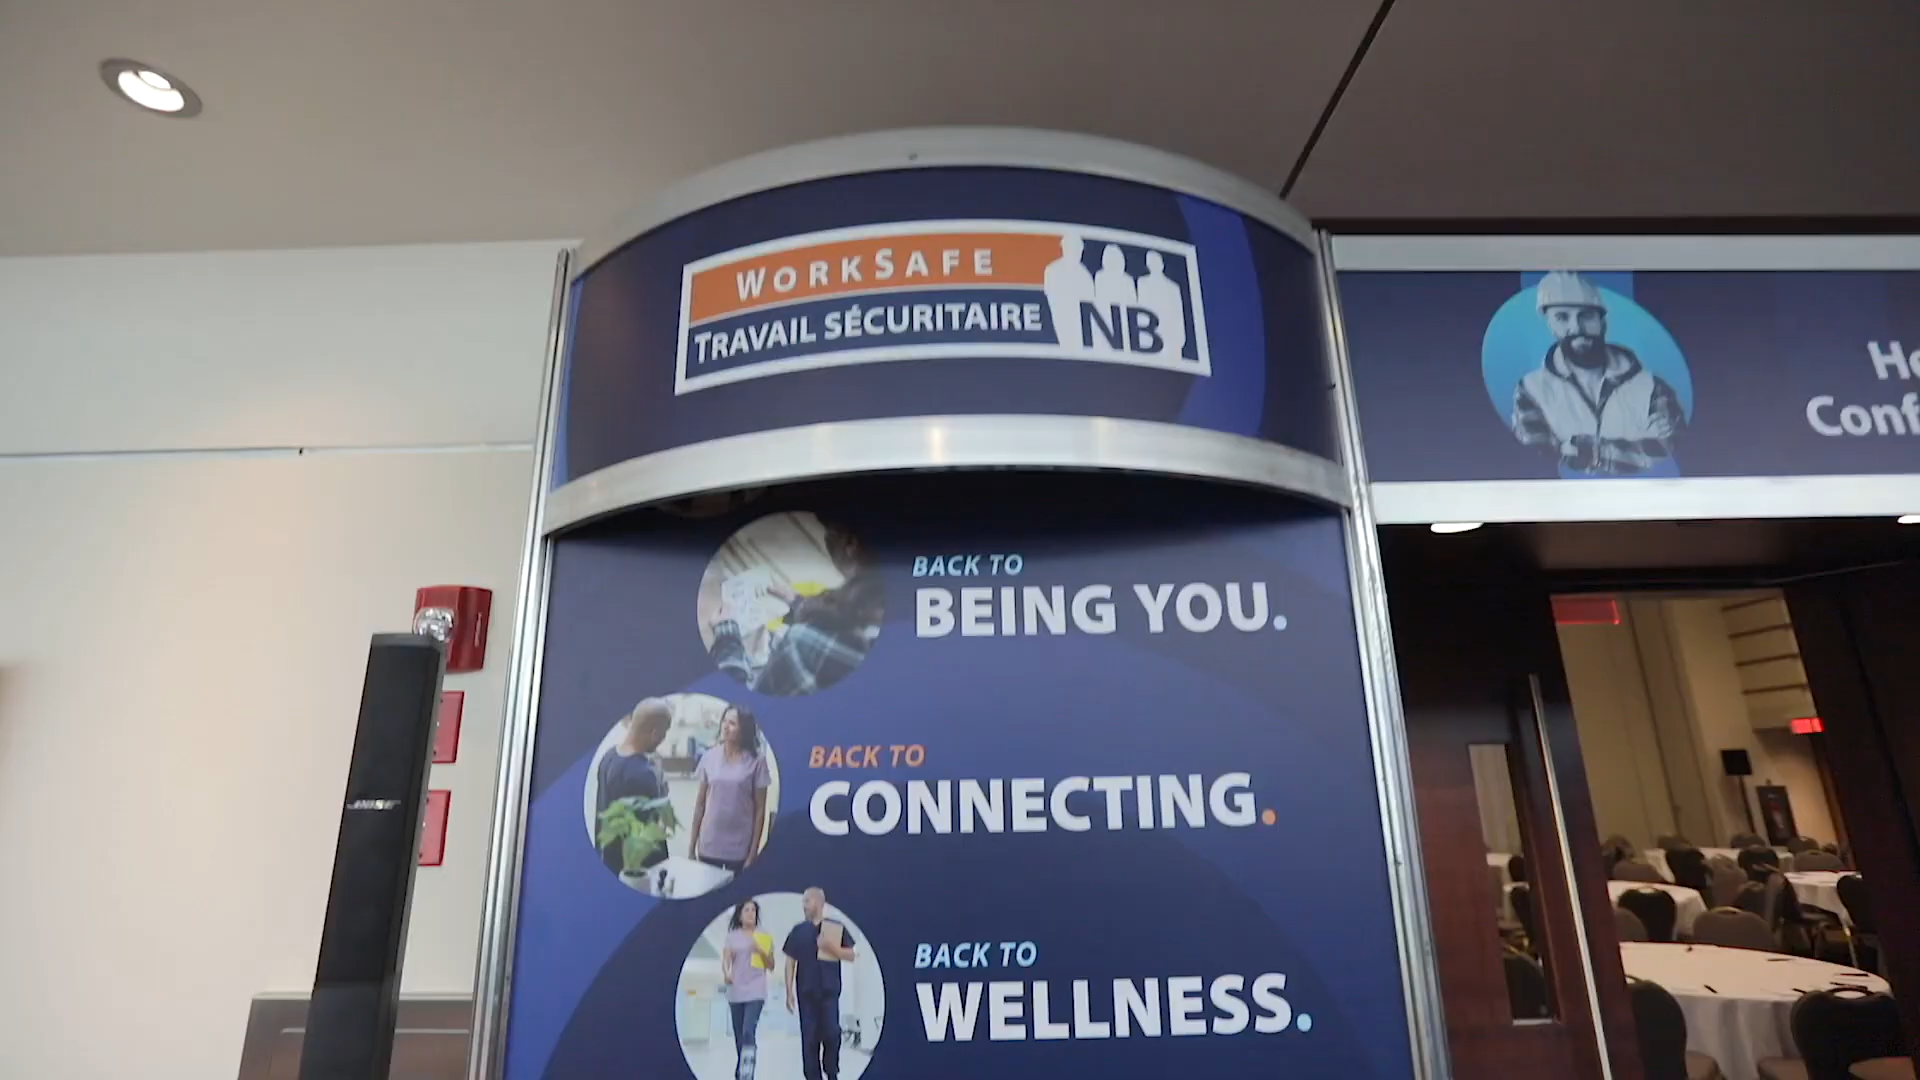 WORKSAFE
TRAVAIL SÉCURITAIRE
NB
BACK TO
BEING YOU.
BACK TO
CONNECTING.
BACK TO
WELLNESS.
BOSE